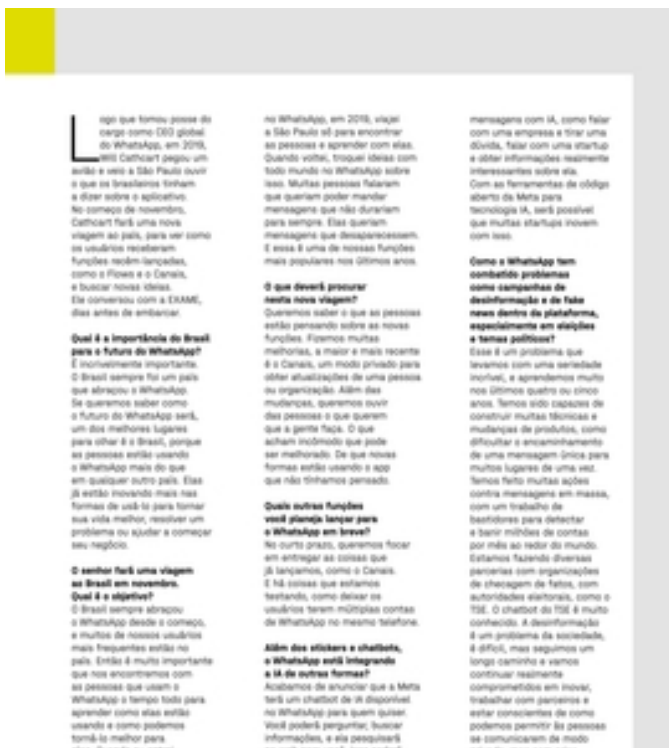 Logo que tomou posse do
cargo como CEO global
do WhatsApp, em 2019,
Will Cathcart pegou um
avião e veio a São Paulo ouvir
o que os brasileiros tinham
a dizer sobre o aplicativo.
No começo de novembro,
Cathcart fará uma nova
viagem ao país, para ver como
os usuários receberam
funções recém-lançadas,
como o Flows e o Canais,
e buscar novas ideias.
Ele conversou com a EXAME,
dias antes de embarcar.
Qual é a importância do Brasil
para o futuro do WhatsApp?
É incrivelmente importante.
O Brasil sempre foi um país
que abraçou o WhatsApp.
Se queremos saber como
o futuro do WhatsApp será,
um dos melhores lugares
para olhar é o Brasil, porque
as pessoas estão usando
o WhatsApp mais do que
em qualquer outro país. Elas
já estão inovando mais nas
formas de usá-lo para tornar
sua vida melhor, resolver um
problema ou ajudar a começar
seu negócio.
O senhor fará uma viagem
ao Brasil em novembro.
Qual é o objetivo?
O Brasil sempre abraçou
o WhatsApp desde o começo,
e muitos de nossos usuários
mais frequentes estão no
país. Então é muito importante
que nos encontremos com
as pessoas que usam o
WhatsApp o tempo todo para
aprender como elas estão
usando e como podemos
torná-lo melhor para
no WhatsApp, em 2019, viajei
a São Paulo só para encontrar
as pessoas e aprender com elas.
Quando voltei, troquei ideias com
todo mundo no WhatsApp sobre
isso. Muitas pessoas falaram
que queriam poder mandar
mensagens que não durariam
para sempre. Elas queriam
mensagens que desaparecessem.
E essa é uma de nossas funções
mais populares nos últimos anos.
O que deverá procurar
nesta nova viagem?
Queremos saber o que as pessoas
estão pensando sobre as novas
funções. Fizemos muitas
melhorias, a maior e mais recente
é o Canais, um modo privado para
obter atualizações de uma pessoa
ou organização. Além das
mudanças, queremos ouvir
das pessoas o que querem
que a gente faça. O que
acham incômodo que pode
ser melhorado. De que novas
formas estão usando o app
que não tínhamos pensado.
Quais outras funções
você planeja lançar para
o WhatsApp em breve?
No curto prazo, queremos focar
em entregar as coisas que
já lançamos, como o Canais.
E há coisas que estamos
testando, como deixar os
usuários terem múltiplas contas
de WhatsApp no mesmo telefone.
Além dos stickers e chatbots,
o WhatsApp está integrando
a IA de outras formas?
Acabamos de anunciar que a Meta
terá um chatbot de IA disponível
no WhatsApp para quem quiser.
Você poderá perguntar, buscar
informações, e ela pesquisará
mensagens com IA, como falar
com uma empresa e tirar uma
dúvida, falar com uma startup
e obter informações realmente
interessantes sobre ela.
Com as ferramentas de código
aberto da Meta para
tecnologia IA, será possível
que muitas startups inovem
com isso.
Como o WhatsApp tem
combatido problemas
como campanhas de
desinformação e de fake
news dentro da plataforma,
especialmente em eleições
e temas políticos?
Esse é um problema que
levamos com uma seriedade
incrível, e aprendemos muito
nos últimos quatro ou cinco
anos. Temos sido capazes de
construir muitas técnicas e
mudanças de produtos, como
dificultar o encaminhamento
de uma mensagem única para
muitos lugares de uma vez.
Temos feito muitas ações
contra mensagens em massa,
com um trabalho de
bastidores para detectar
e banir milhões de contas
por mês ao redor do mundo.
Estamos fazendo diversas
parcerias com organizações
de checagem de fatos, com
autoridades eleitorais, como o
TSE. O chatbot do TSE é muito
conhecido. A desinformação
é um problema da sociedade,
é difícil, mas seguimos um
longo caminho e vamos
continuar realmente
comprometidos em inovar,
trabalhar com parceiros e
estar conscientes de como
podemos permitir às pessoas
se comunicarem de modo